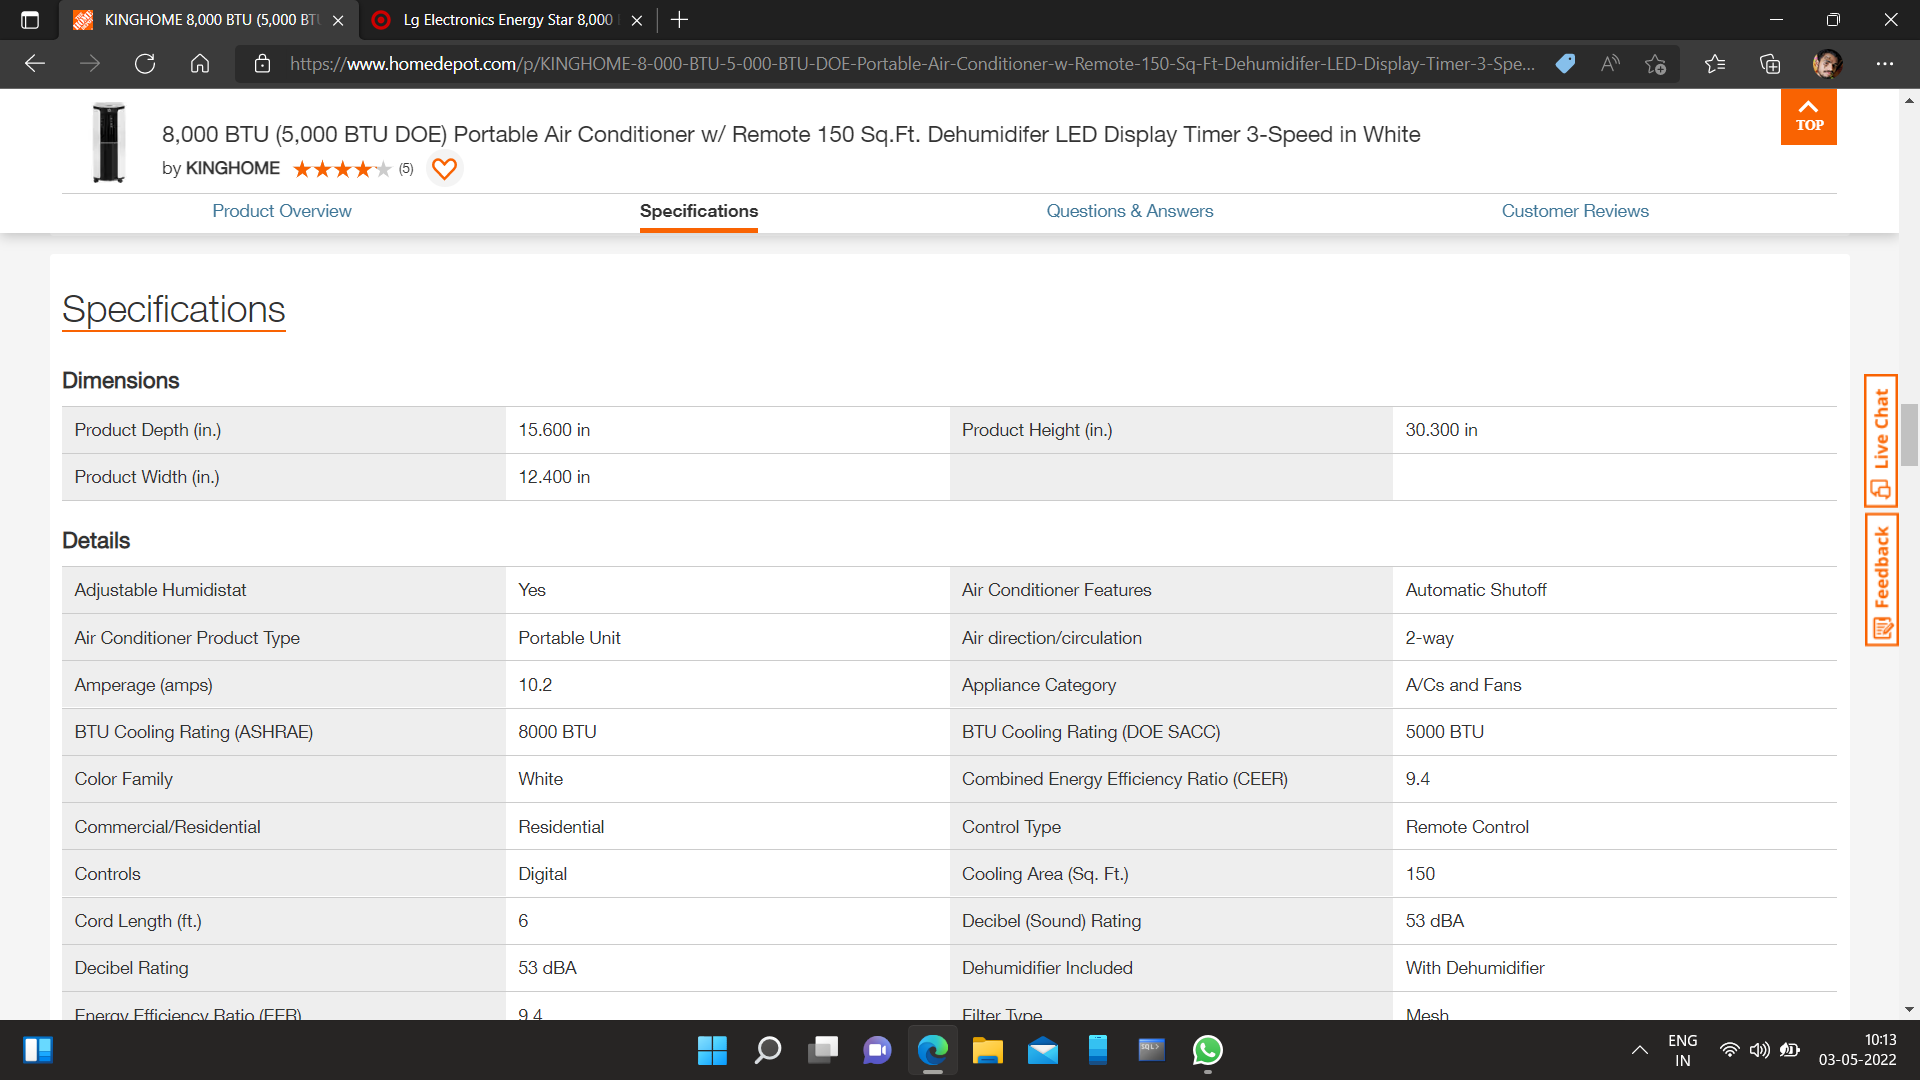 KINGHOME 8,000 BTU (5,000 BTU
Lg Electronics Energy Star 8,000
https://www.homedepot.com/p/KINGHOME-8-000-BTU-5-000-BTU-DOE-Portable-Air-Conditioner-w-Remote-150-Sq-Ft-Dehumidifer-LED-Display-Timer-3-Spe...
8,000 BTU (5,000 BTU DOE) Portable Air Conditioner w/ Remote 150 Sq.Ft. Dehumidifer LED Display Timer 3-Speed in White
TOP
by KINGHOME (5)
Product Overview Specifications Questions & Answers Customer Reviews
Specifications
Dimensions
Product Depth (in.) 15.600 in Product Height (in.) 30.300 in
Product Width (in.) 12.400 in
Live Chat
Feedback
Details
Adjustable Humidistat Yes Air Conditioner Features Automatic Shutoff
Air Conditioner Product Type Portable Unit Air direction/circulation 2-way
Amperage (amps) 10.2 Appliance Category A/Cs and Fans
BTU Cooling Rating (ASHRAE) 8000 BTU BTU Cooling Rating (DOE SACC) 5000 BTU
Color Family White Combined Energy Efficiency Ratio (CEER) 9.4
Commercial/Residential Residential Control Type Remote Control
Controls Digital Cooling Area (Sq. Ft.) 150
Cord Length (ft.) 6 Decibel (Sound) Rating 53 dBA
Decibel Rating 53 dBA Dehumidifier Included With Dehumidifier
Energy Efficiency Ratio (EER) 9.4 Filter Type Mesh
SQL>
ENG
IN
10:13
03-05-2022